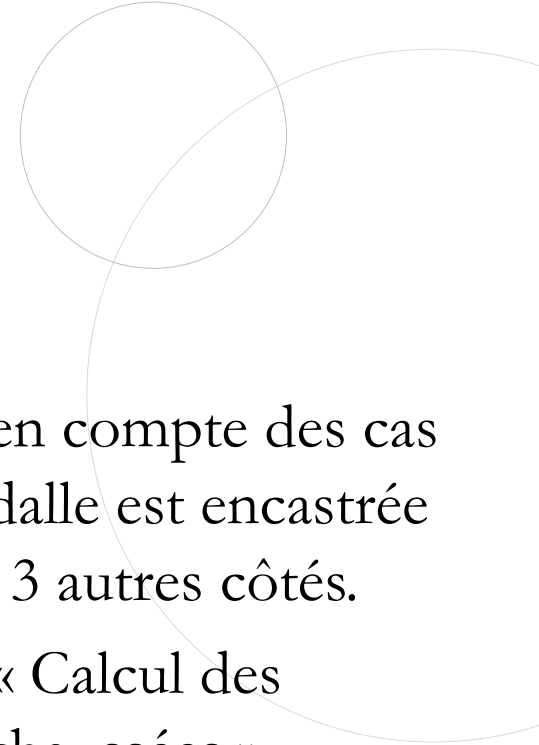 en compte des cas
dalle est encastrée
3 autres côtés.
« Calcul des